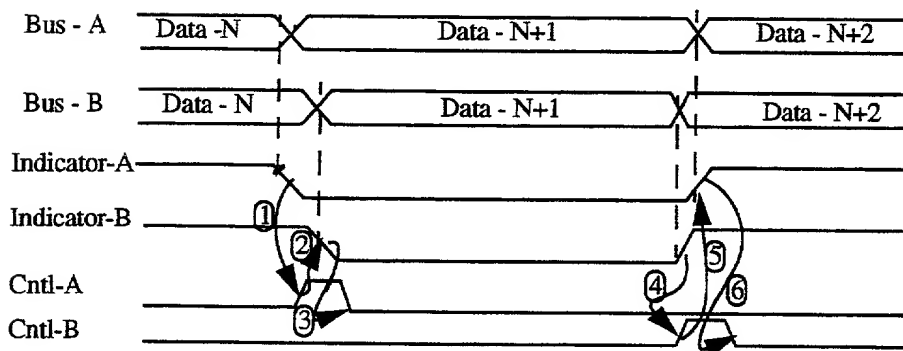 Bus - A Data -N Data - N+1 Data - N+2
Bus - B Data - N Data - N+1 Data - N+2
Indicator-A
1
Indicator-B
2
5
Cntl-A
4
6
3
Cntl-B